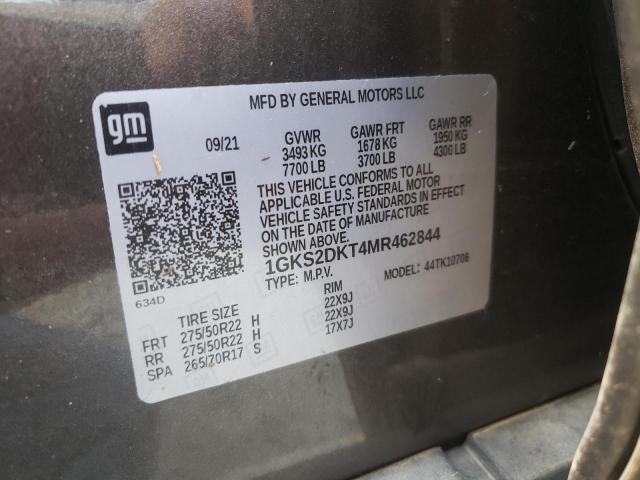 gm
MFD BY GENERAL MOTORS LLC
09/21
GVWR GAWR FRT GAWR RR
3493 KG 1678 KG 1950 KG
7700 LB 3700 LB 4300 LB
THIS VEHICLE CONFORMS TO ALL
APPLICABLE U.S. FEDERAL MOTOR
VEHICLE SAFETY STANDARDS IN EFFECT
ON THE DATE OF MANUFACTURE
SHOWN ABOVE.
1GKS2DKT4MR462844
TYPE: M.P.V. MODEL: 44TK10706
634D
TIRE SIZE RIM
FRT 275/50R22 H 22X9J
RR 275/50R22 H 22X9J
SPA 265/70R17 S 17X7J